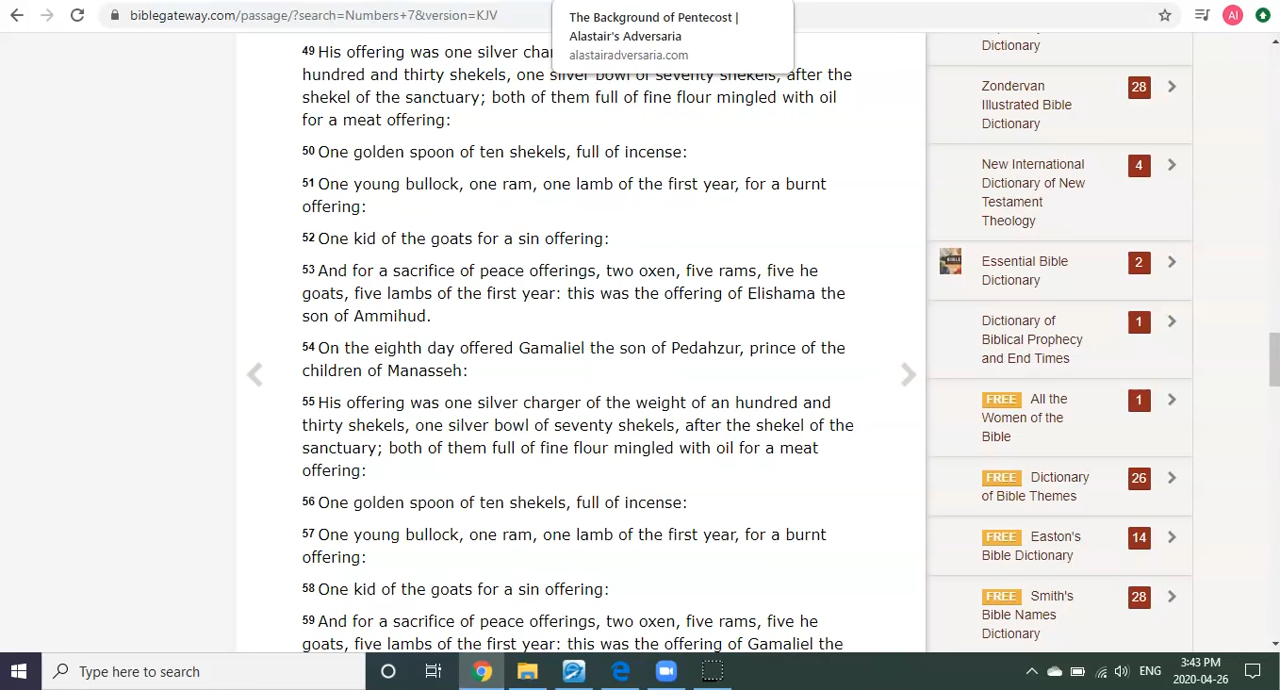 biblegateway.com/passage/?search=Numbers+7&version=KJV
The Background of Pentecost |
Alastair's Adversaria
alastairadversaria.com
AI
49 His offering was one silver char
hundred and thirty shekels, one silver bowl of seventy shekels, after the
shekel of the sanctuary; both of them full of fine flour mingled with oil
for a meat offering:
50 One golden spoon of ten shekels, full of incense:
51 One young bullock, one ram, one lamb of the first year, for a burnt
offering:
52 One kid of the goats for a sin offering:
53 And for a sacrifice of peace offerings, two oxen, five rams, five he
goats, five lambs of the first year: this was the offering of Elishama the
son of Ammihud.
54 On the eighth day offered Gamaliel the son of Pedahzur, prince of the
children of Manasseh:
55 His offering was one silver charger of the weight of an hundred and
thirty shekels, one silver bowl of seventy shekels, after the shekel of the
sanctuary; both of them full of fine flour mingled with oil for a meat
offering:
56 One golden spoon of ten shekels, full of incense:
57 One young bullock, one ram, one lamb of the first year, for a burnt
offering:
58 One kid of the goats for a sin offering:
59 And for a sacrifice of peace offerings, two oxen, five rams, five he
goats, five lambs of the first year: this was the offering of Gamaliel the
Dictionary
Zondervan 28
Illustrated Bible
Dictionary
New International 4
Dictionary of New
Testament
Theology
Essential Bible 2
Dictionary
Dictionary of 1
Biblical Prophecy
and End Times
FREE All the 1
Women of the
Bible
FREE Dictionary 26
of Bible Themes
FREE Easton's 14
Bible Dictionary
FREE Smith's 28
Bible Names
Dictionary
Type here to search
ENG
3:43 PM
2020-04-26